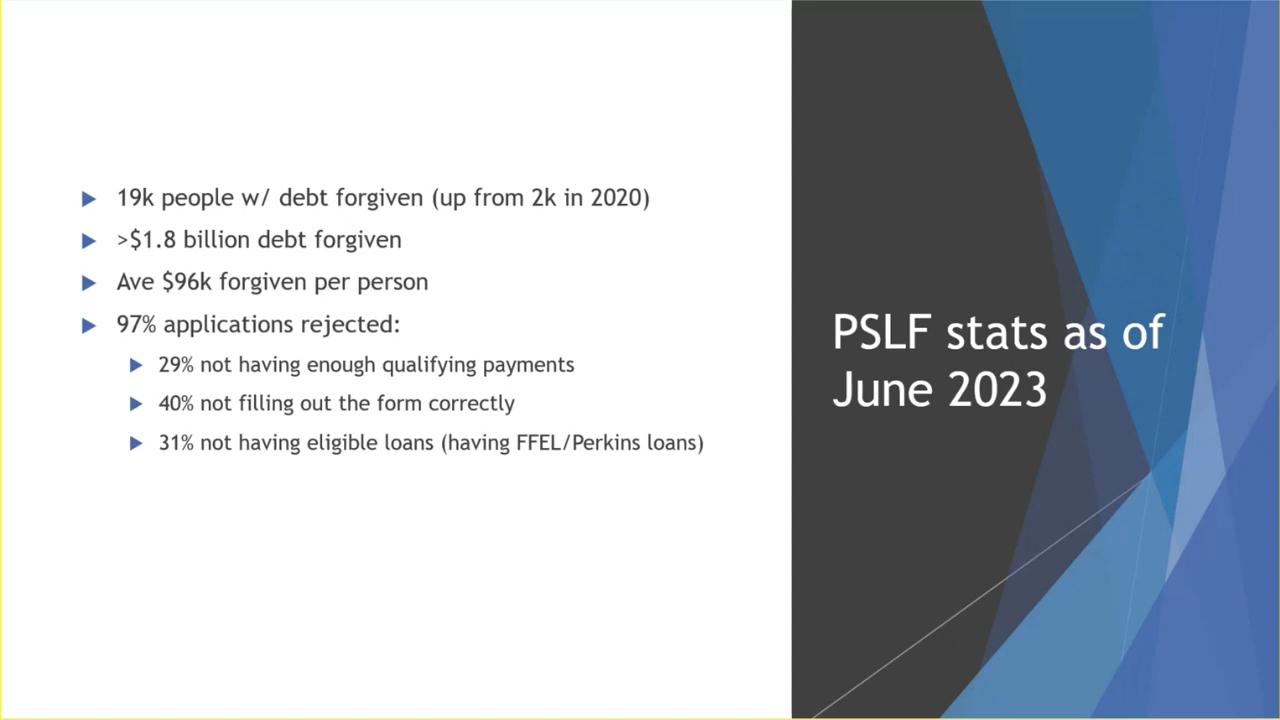 19k people w/ debt forgiven (up from 2k in 2020)
>$1.8 billion debt forgiven
Ave $96k forgiven per person
97% applications rejected:
29% not having enough qualifying payments
40% not filling out the form correctly
31% not having eligible loans (having FFEL/Perkins loans)
PSLF stats as of
June 2023